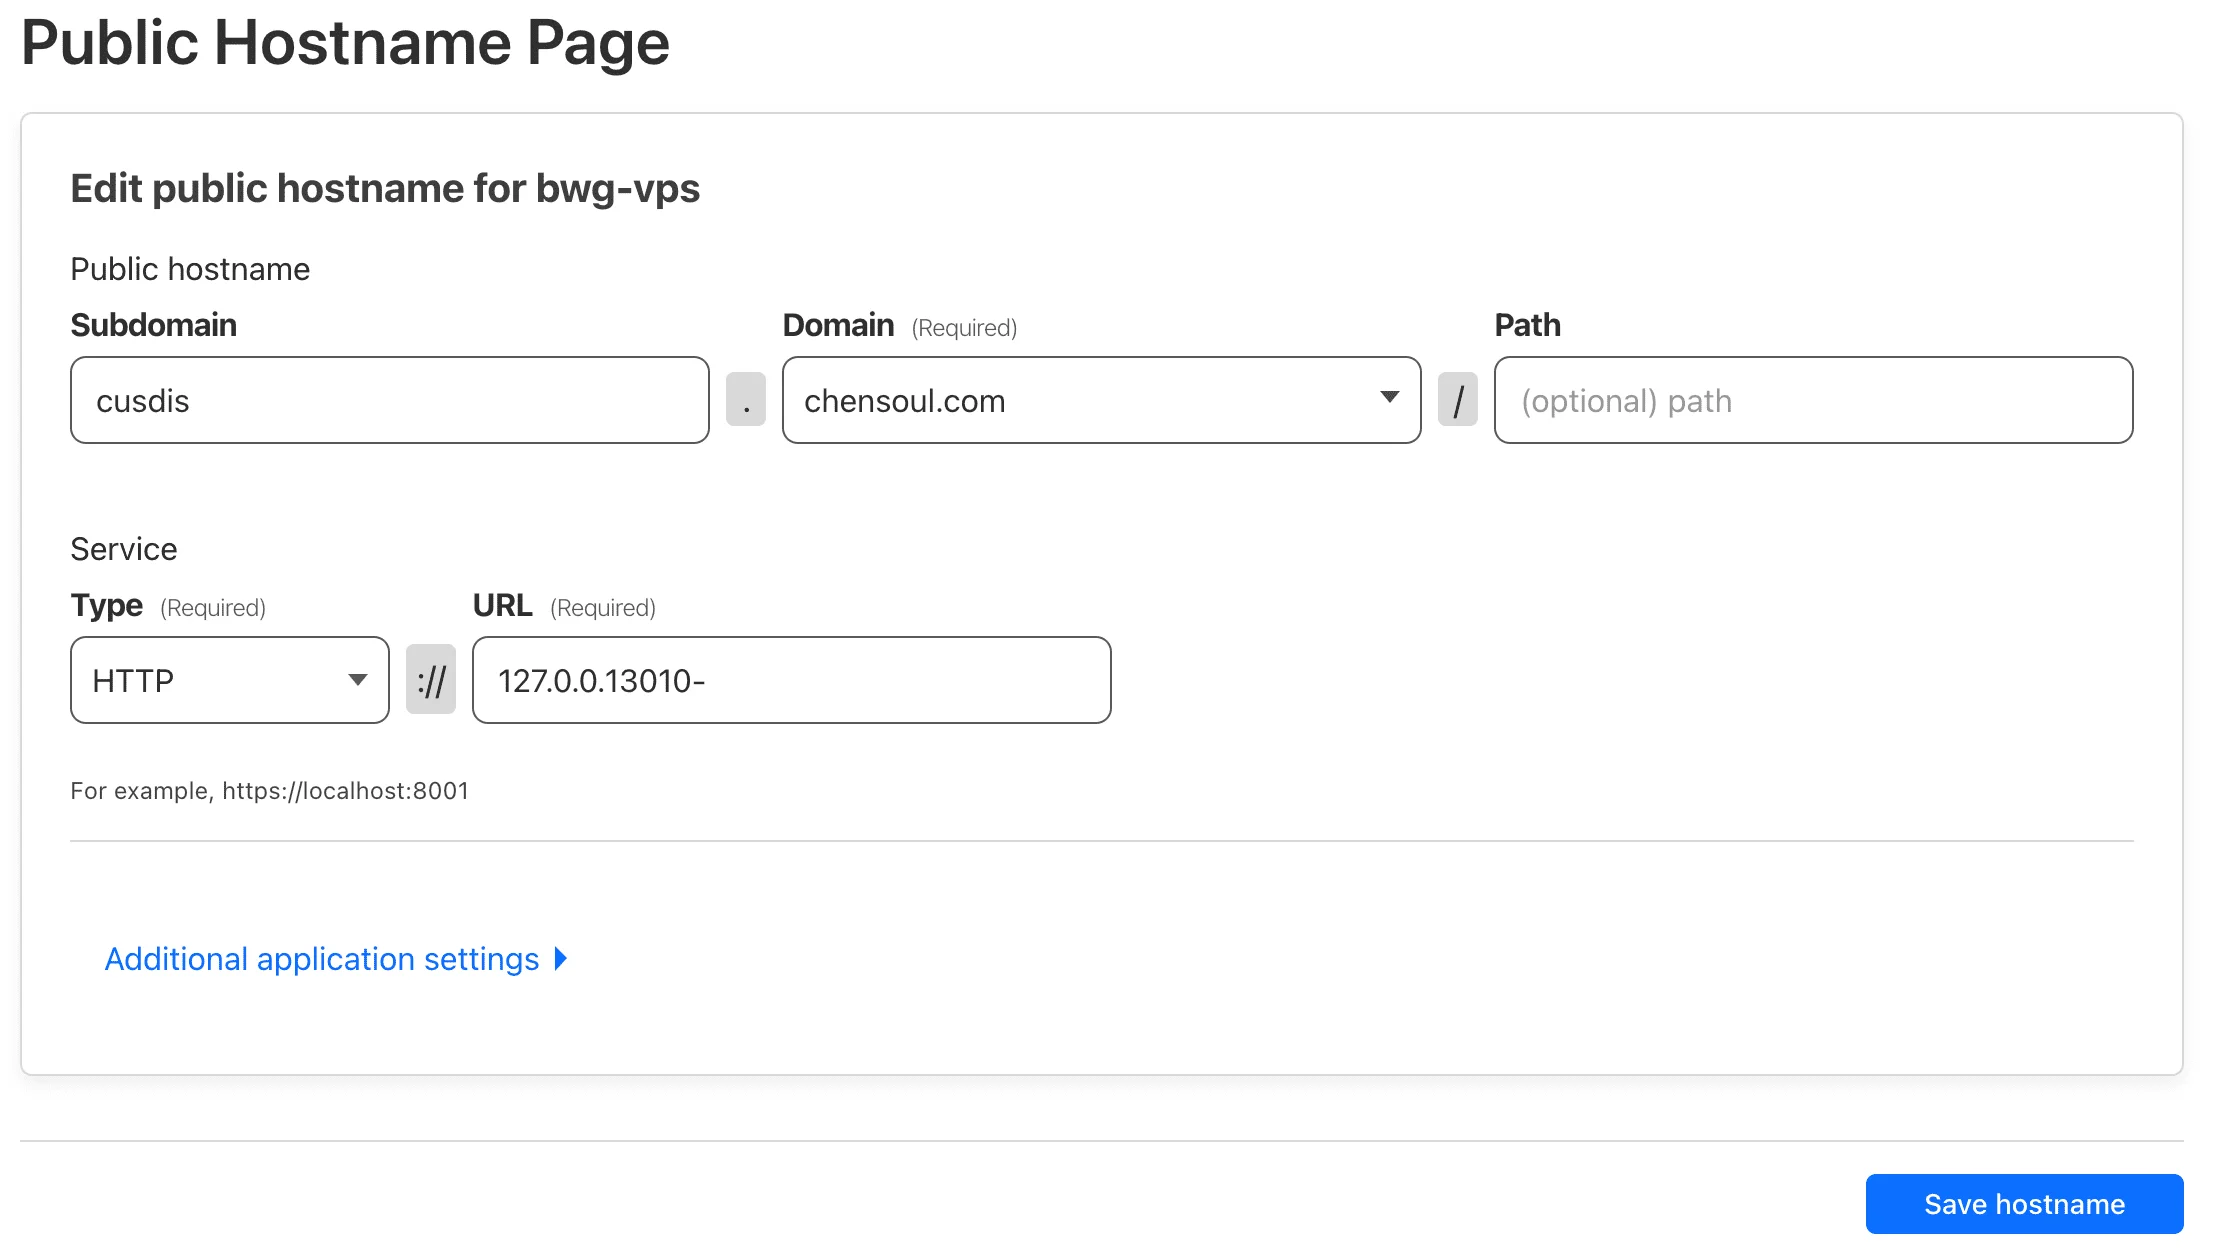 Public Hostname Page
Edit public hostname for bwg-vps
Public hostname
Subdomain Domain (Required) Path
cusdis . chensoul.com / (optional) path
Service
Type (Required) URL (Required)
HTTP :// 127.0.0.13010-
For example, https://localhost:8001
Additional application settings
Save hostname